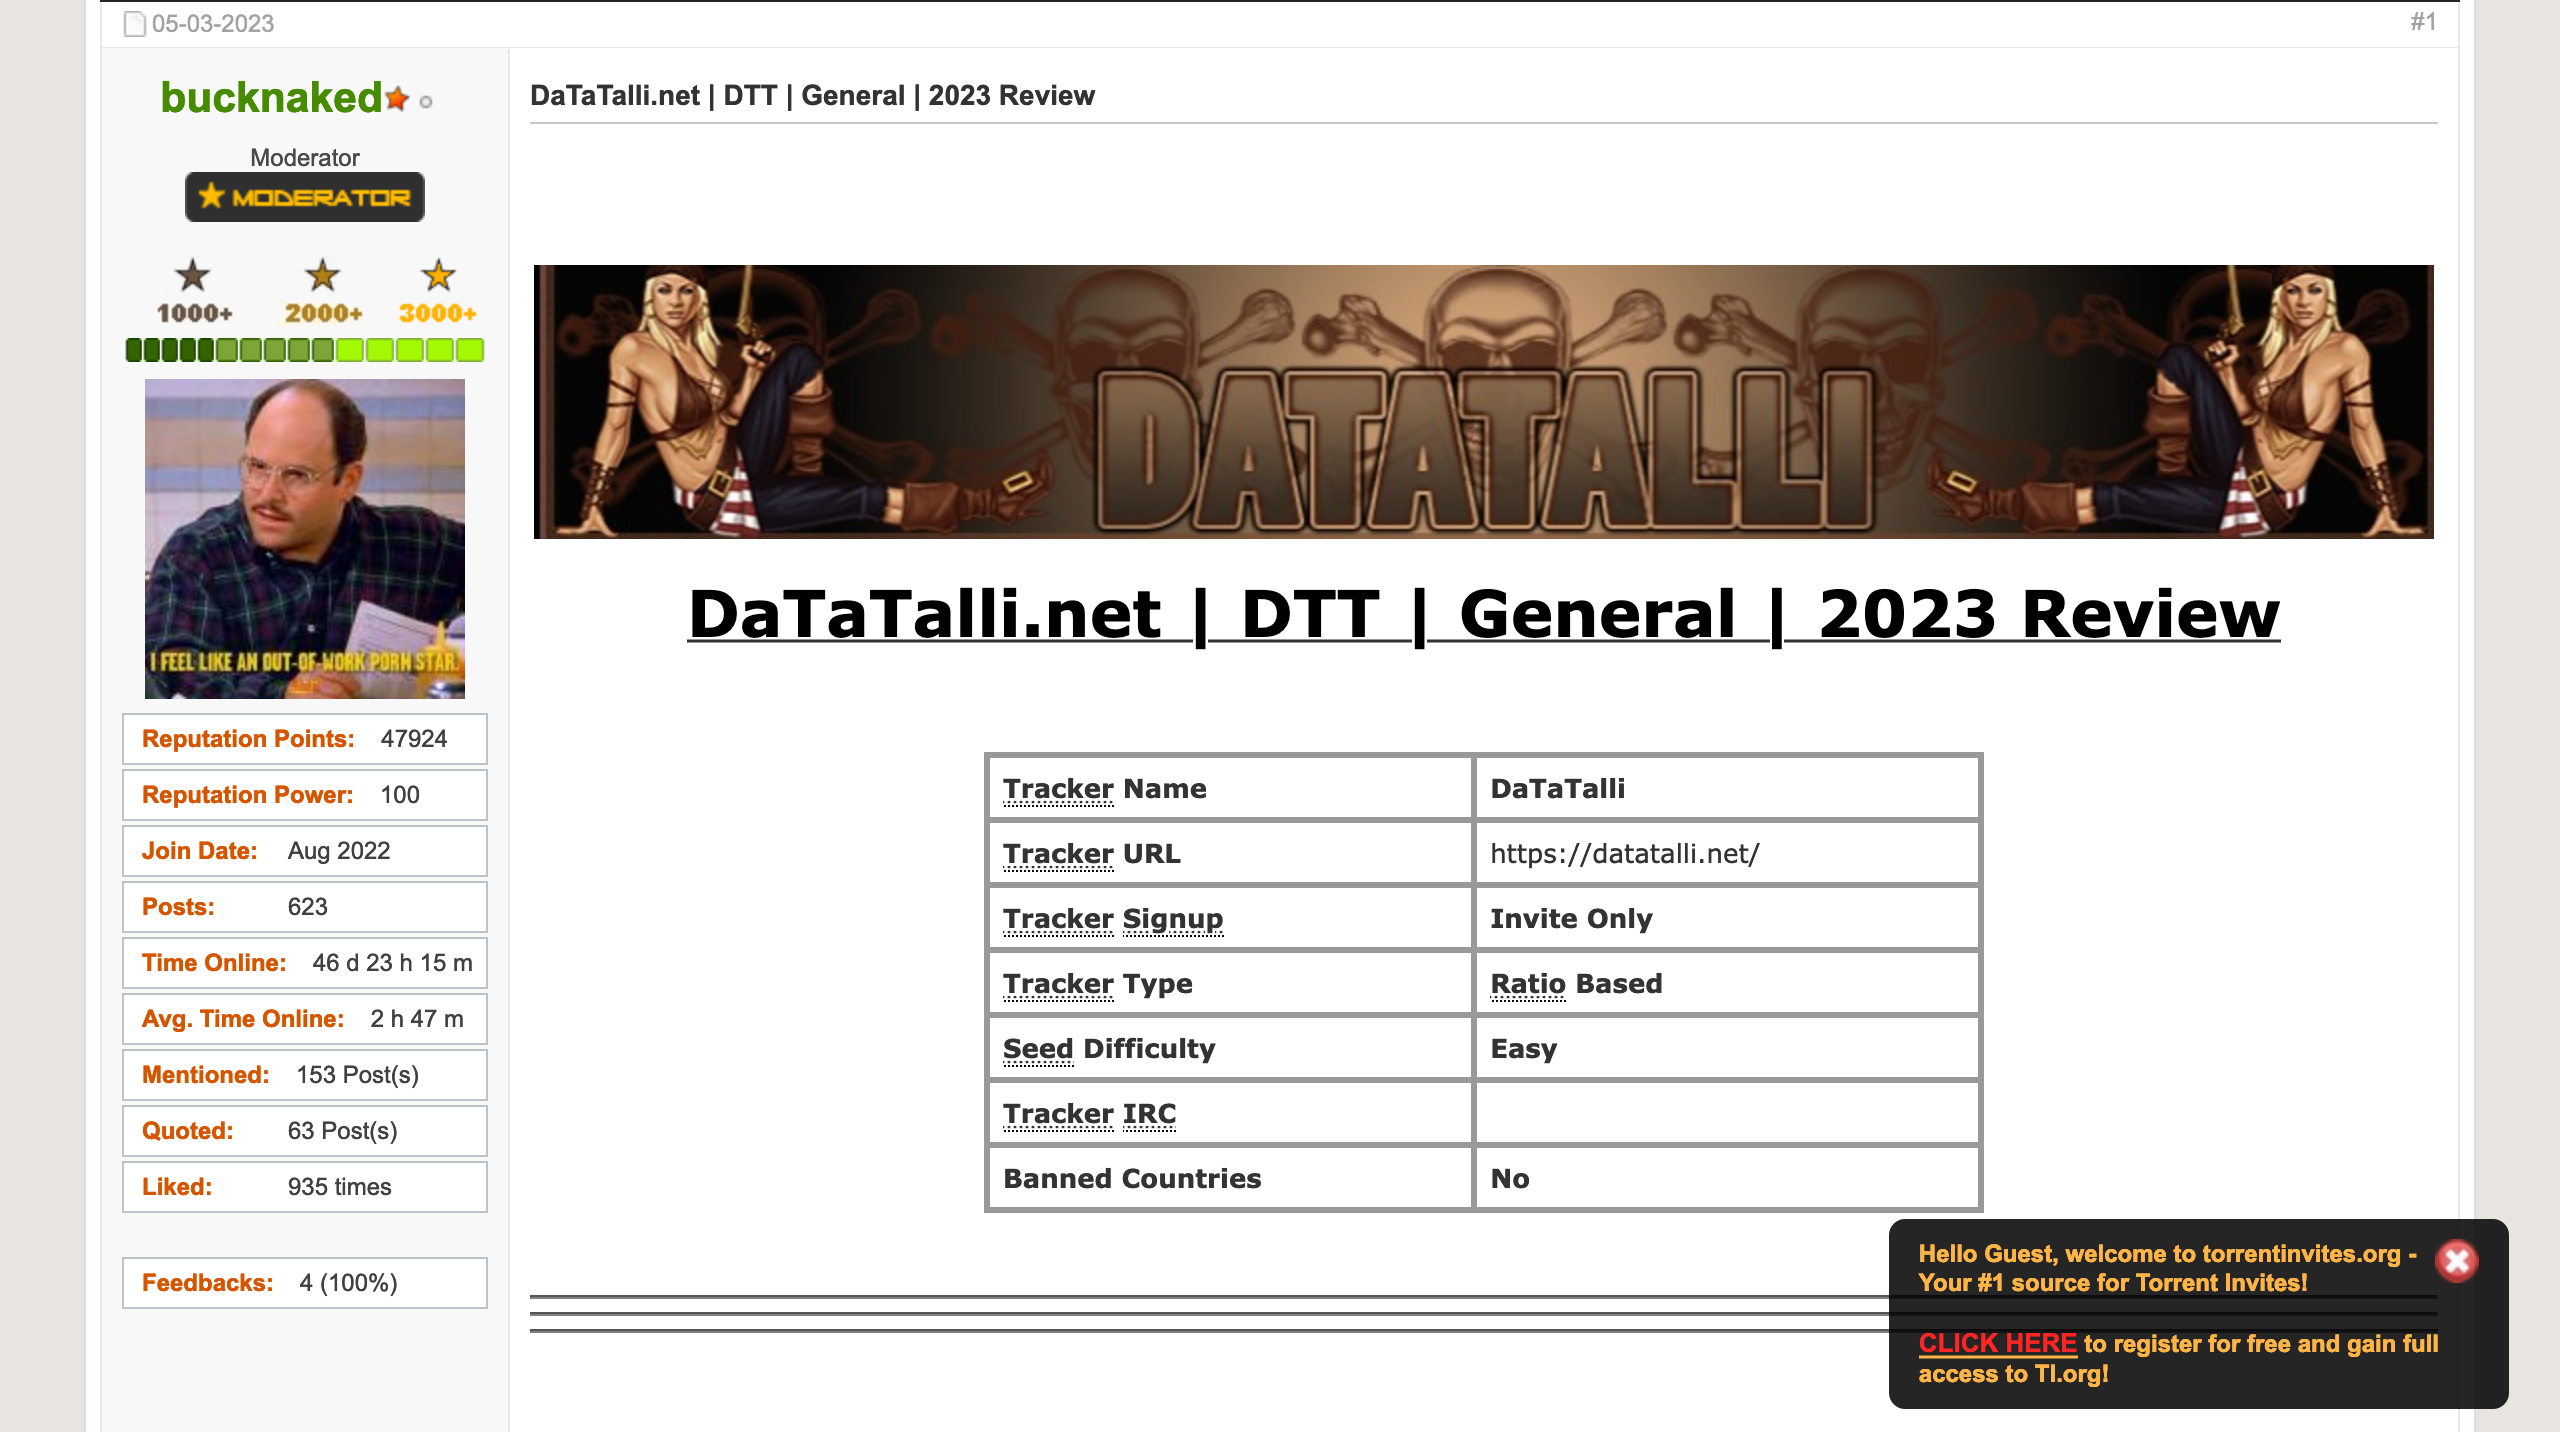 05-03-2023
#1
bucknaked
Moderator
MODERATOR
1000+ 2000+ 3000+
I FEEL LIKE AN OUT-OF-WORK PORN STAR.
Reputation Points: 47924
Reputation Power: 100
Join Date: Aug 2022
Posts: 623
Time Online: 46 d 23 h 15 m
Avg. Time Online: 2 h 47 m
Mentioned: 153 Post(s)
Quoted: 63 Post(s)
Liked: 935 times
Feedbacks: 4 (100%)
DaTaTalli.net | DTT | General | 2023 Review
DATATALLI
DaTaTalli.net | DTT | General | 2023 Review
Tracker Name DaTaTalli
Tracker URL https://datatalli.net/
Tracker Signup Invite Only
Tracker Type Ratio Based
Seed Difficulty Easy
Tracker IRC
Banned Countries No
Hello Guest, welcome to torrentinvites.org -
Your #1 source for Torrent Invites!
CLICK HERE to register for free and gain full
access to TI.org!